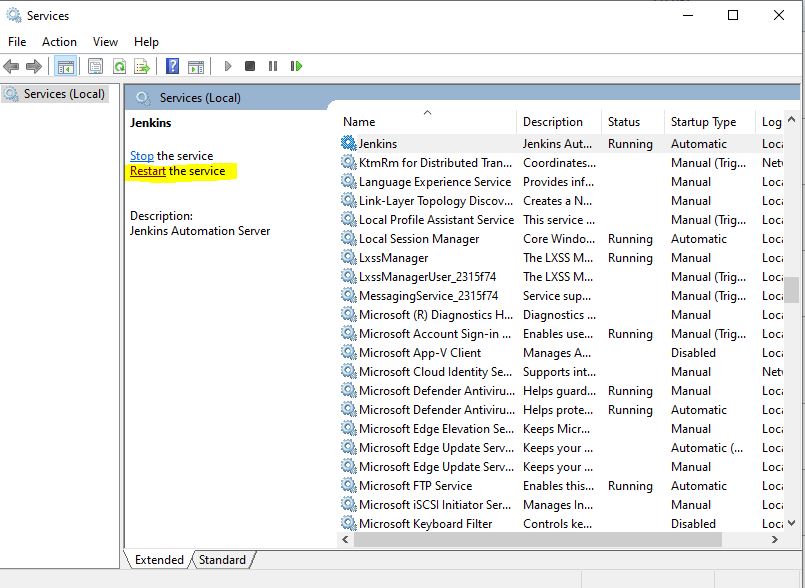 Services
File Action View Help
Services (Local)
Services (Local)
Jenkins
Stop the service
Restart the service
Description:
Jenkins Automation Server
Name Description Status Startup Type Log
Jenkins Jenkins Aut... Running Automatic Loca
KtmRm for Distributed Tran... Coordinates... Manual (Trig... Netv
Language Experience Service Provides inf... Manual Loca
Link-Layer Topology Discov... Creates a N... Manual Loca
Local Profile Assistant Service This service ... Manual (Trig... Loca
Local Session Manager Core Windo... Running Automatic Loca
LxssManager The LXSS M... Running Manual Loca
LxssManagerUser_2315f74 The LXSS M... Manual (Trig... Loca
MessagingService_2315f74 Service sup... Manual (Trig... Loca
Microsoft (R) Diagnostics H... Diagnostics ... Manual Loca
Microsoft Account Sign-in ... Enables use... Running Manual (Trig... Loca
Microsoft App-V Client Manages A... Disabled Loca
Microsoft Cloud Identity Se... Supports int... Manual Netv
Microsoft Defender Antiviru... Helps guard... Running Manual Loca
Microsoft Defender Antiviru... Helps prote... Running Automatic Loca
Microsoft Edge Elevation Se... Keeps Micr... Manual Loca
Microsoft Edge Update Serv... Keeps your ... Automatic (... Loca
Microsoft Edge Update Serv... Keeps your ... Manual Loca
Microsoft FTP Service Enables this... Running Automatic Loca
Microsoft iSCSI Initiator Ser... Manages In... Manual Loca
Microsoft Keyboard Filter Controls ke... Disabled Loca
Extended Standard